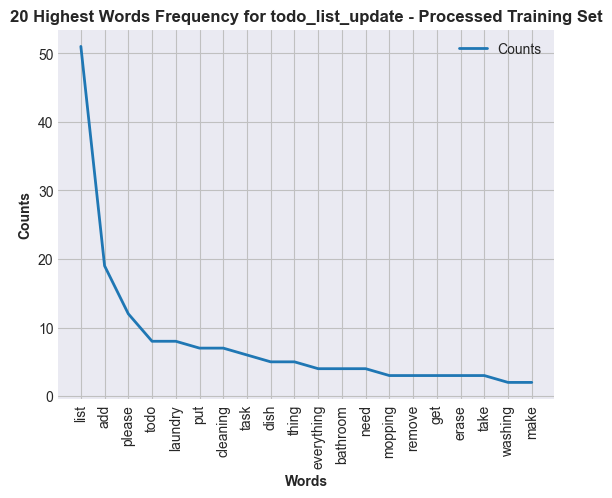 20 Highest Words Frequency for todo_list_update - Processed Training Set
Counts
50
40
30
20
10
0
Counts
list
add
please
todo
laundry
put
cleaning
task
dish
thing
everything
bathroom
need
mopping
remove
get
erase
take
washing
make
Words